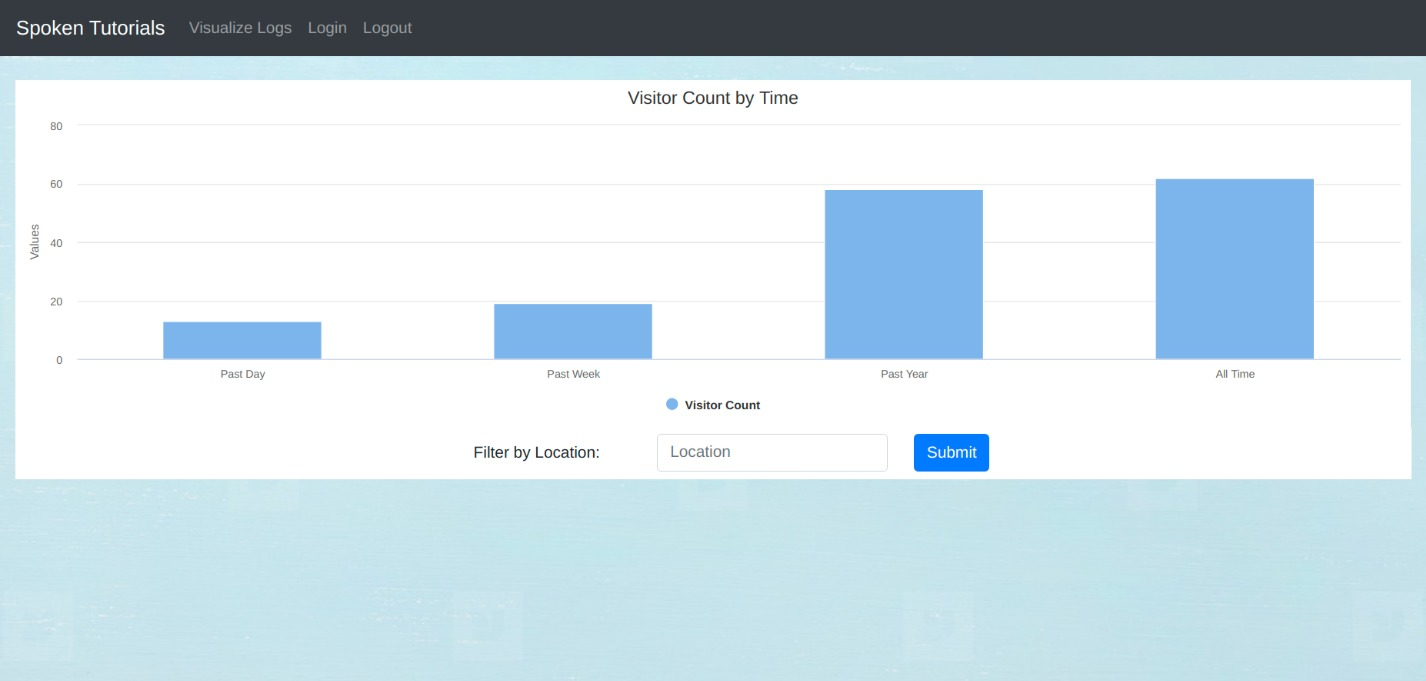 Spoken Tutorials Visualize Logs Login Logout
Visitor Count by Time
80
60
40
20
0
Values
Past Day Past Week Past Year All Time
Visitor Count
Filter by Location: Location Submit